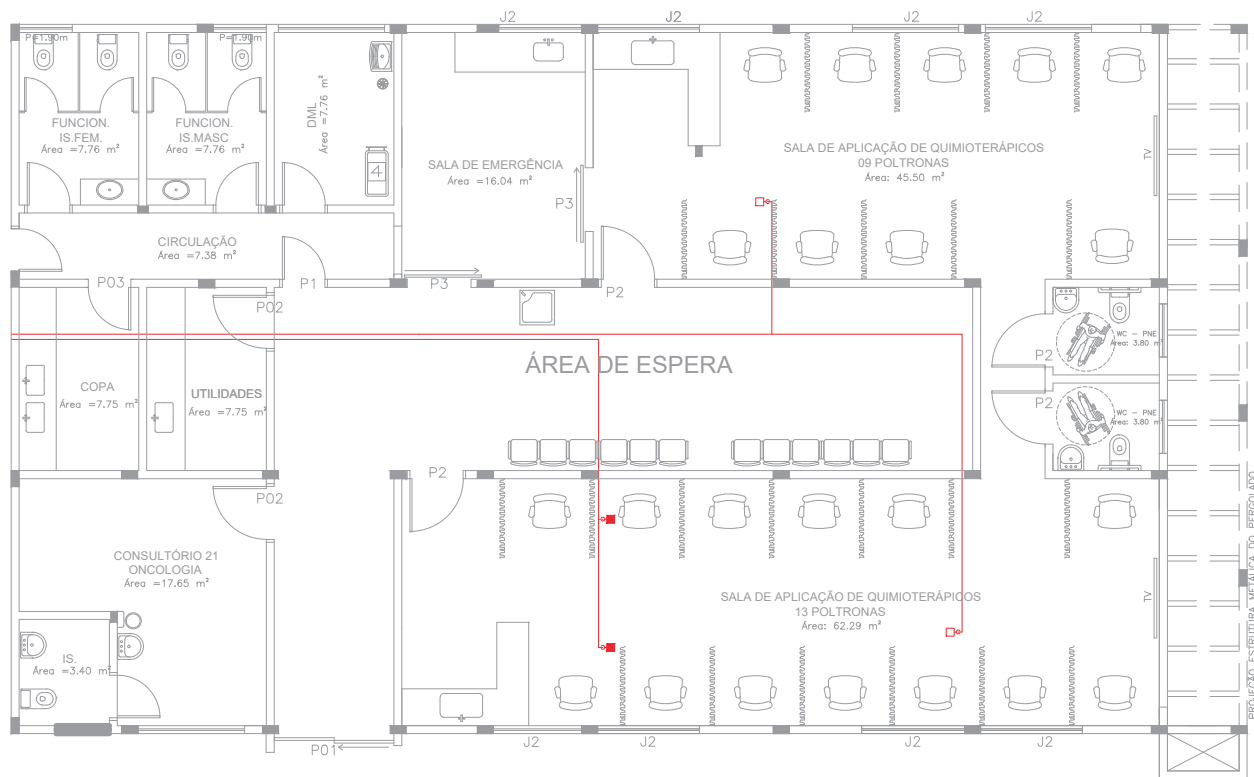 J2
J2
J2
J2
P=1.90m
P=1.90m
FUNCION.
IS.FEM.
Área =7.76 m²
FUNCION.
IS.MASC
Área =7.76 m²
DML
Área =7.76 m²
4
SALA DE EMERGÊNCIA
Área =16.04 m²
P3
SALA DE APLICAÇÃO DE QUIMIOTERÁPICOS
09 POLTRONAS
Área: 45.50 m²
TV
CIRCULAÇÃO
Área =7.38 m²
P03
P1
P3
P2
P02
COPA
Área =7.75 m²
UTILIDADES
Área =7.75 m²
ÁREA DE ESPERA
P2
WC - PNE
Área: 3.80 m²
P2
WC - PNE
Área: 3.80 m²
P02
P2
CONSULTÓRIO 21
ONCOLOGIA
Área =17.65 m²
IS.
Área =3.40 m²
SALA DE APLICAÇÃO DE QUIMIOTERÁPICOS
13 POLTRONAS
Área: 62.29 m²
TV
PROJEÇÃO ESTRUTURA METÁLICA DO PERGOLADO
P01
J2
J2
J2
J2